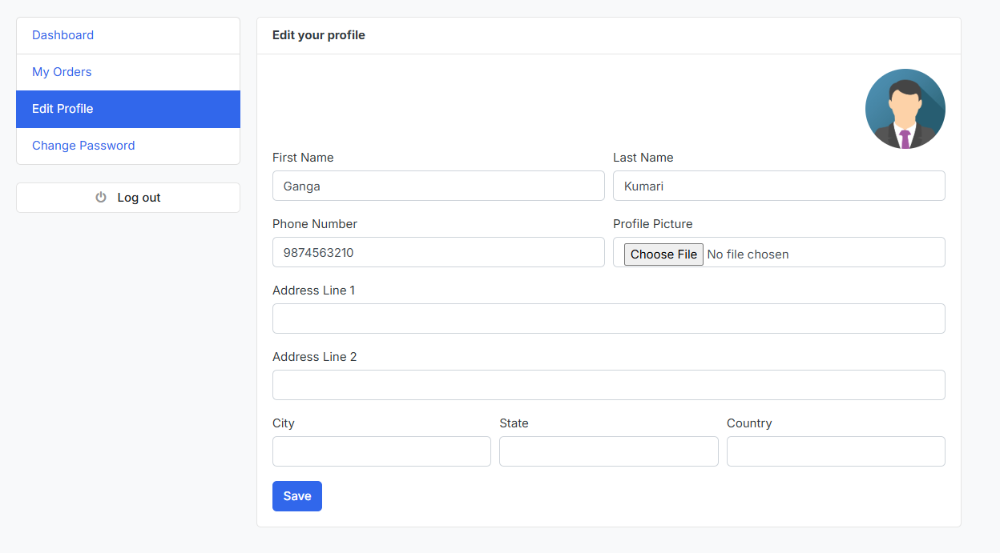 Dashboard
My Orders
Edit Profile
Change Password
Log out
Edit your profile
First Name
Last Name
Ganga
Kumari
Phone Number
Profile Picture
9874563210
Choose File No file chosen
Address Line 1
Address Line 2
City
State
Country
Save